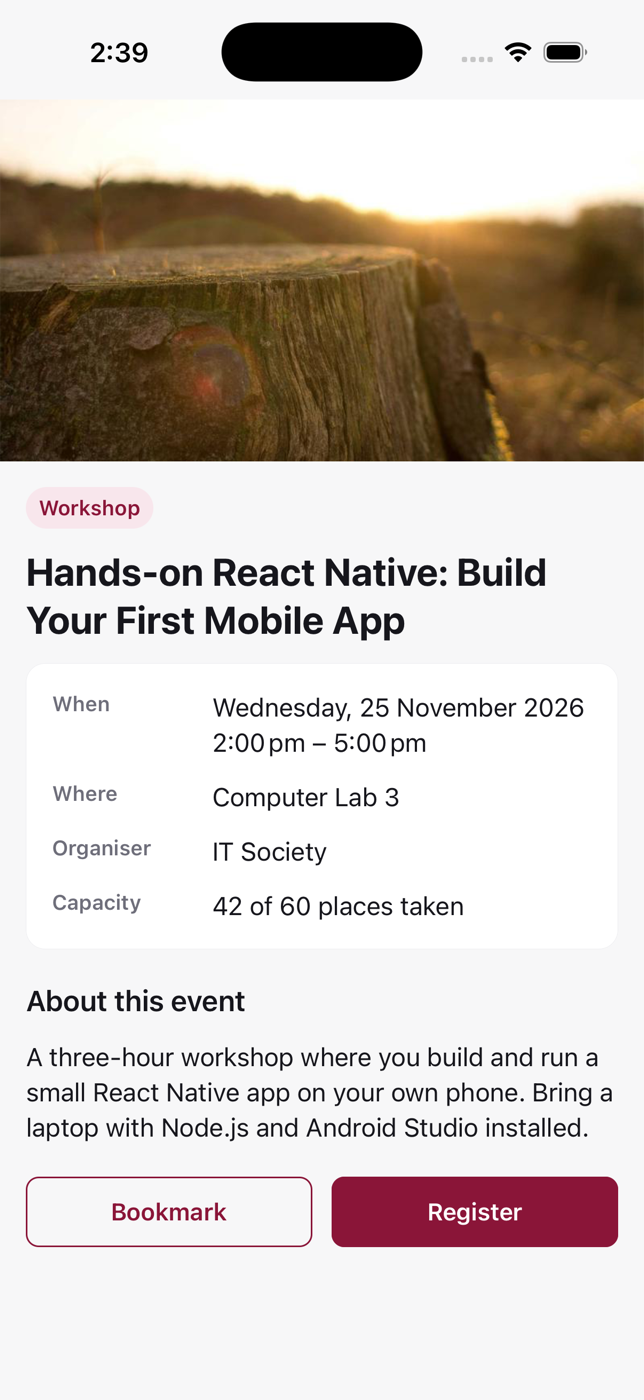 2:39
Workshop
Hands-on React Native: Build
Your First Mobile App
When
Wednesday, 25 November 2026
2:00 pm – 5:00 pm
Where
Computer Lab 3
Organiser
IT Society
Capacity
42 of 60 places taken
About this event
A three-hour workshop where you build and run a
small React Native app on your own phone. Bring a
laptop with Node.js and Android Studio installed.
Bookmark
Register